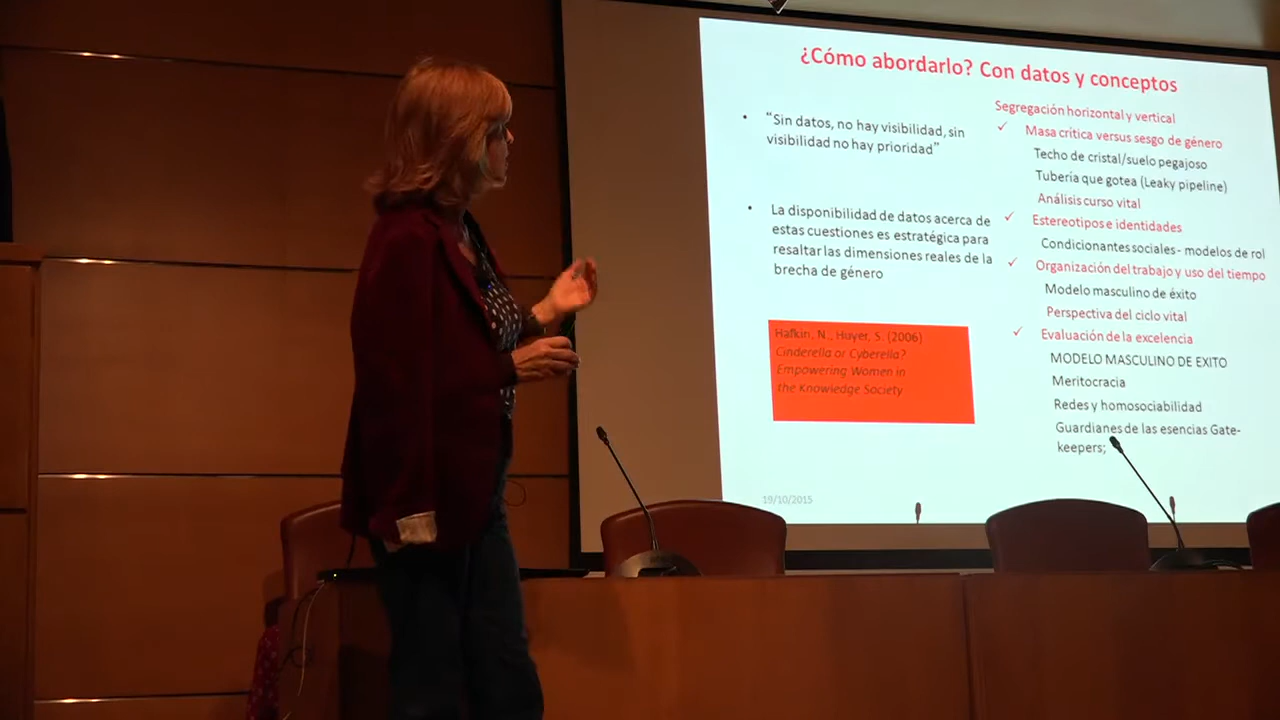 ¿Cómo abordarlo? Con datos y conceptos
• “Sin datos, no hay visibilidad, sin
visibilidad no hay prioridad”
• La disponibilidad de datos acerca de
estas cuestiones es estratégica para
resaltar las dimensiones reales de la
brecha de género
Hafkin, N., Huyer, S. (2006)
Cinderella or Cyberella?
Empowering Women in
the Knowledge Society
Segregación horizontal y vertical
✓ Masa crítica versus sesgo de género
Techo de cristal/suelo pegajoso
Tubería que gotea (Leaky pipeline)
Análisis curso vital
✓ Estereotipos e identidades
Condicionantes sociales - modelos de rol
✓ Organización del trabajo y uso del tiempo
Modelo masculino de éxito
Perspectiva del ciclo vital
✓ Evaluación de la excelencia
MODELO MASCULINO DE EXITO
Meritocracia
Redes y homosociabilidad
Guardianes de las esencias Gate-
keepers;
19/10/2015